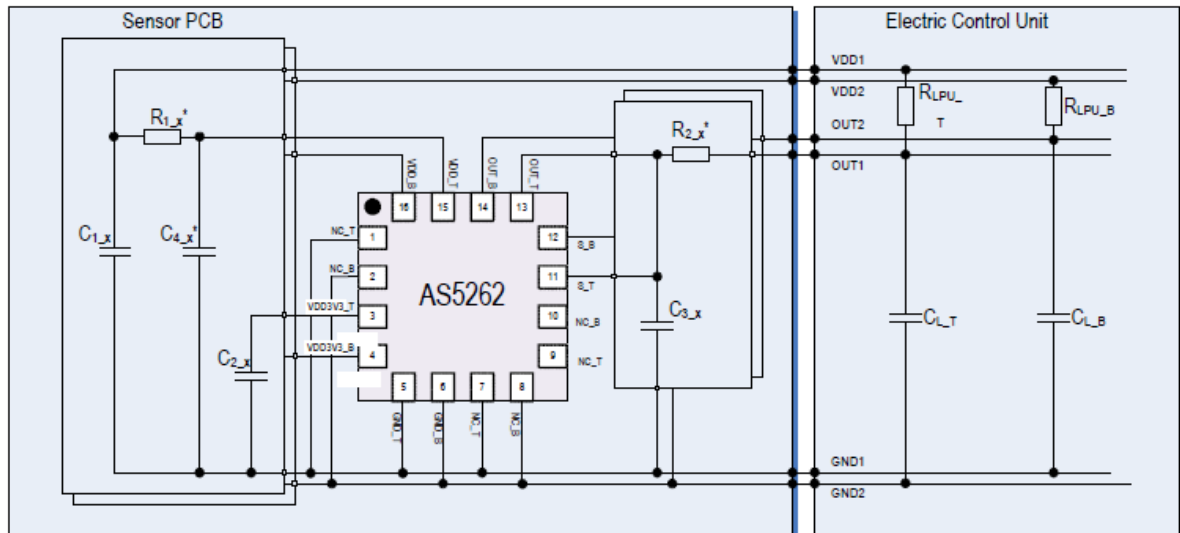 Sensor PCB
Electric Control Unit
VDD1
VDD2
R1_x*
R2_x*
RLPU_
T
RLPU_B
OUT2
OUT1
VDD_B
VDD_T
OUT_B
OUT_T
16
15
14
13
C1_x
C4_x*
NC_T
1
12
S_B
NC_B
2
11
S_T
AS5262
VDD3V3_T
3
10
NC_B
C3_x
CL_T
CL_B
VDD3V3_B
4
9
NC_T
C2_x
5
6
7
8
GND_T
GND_B
NC_T
NC_B
GND1
GND2